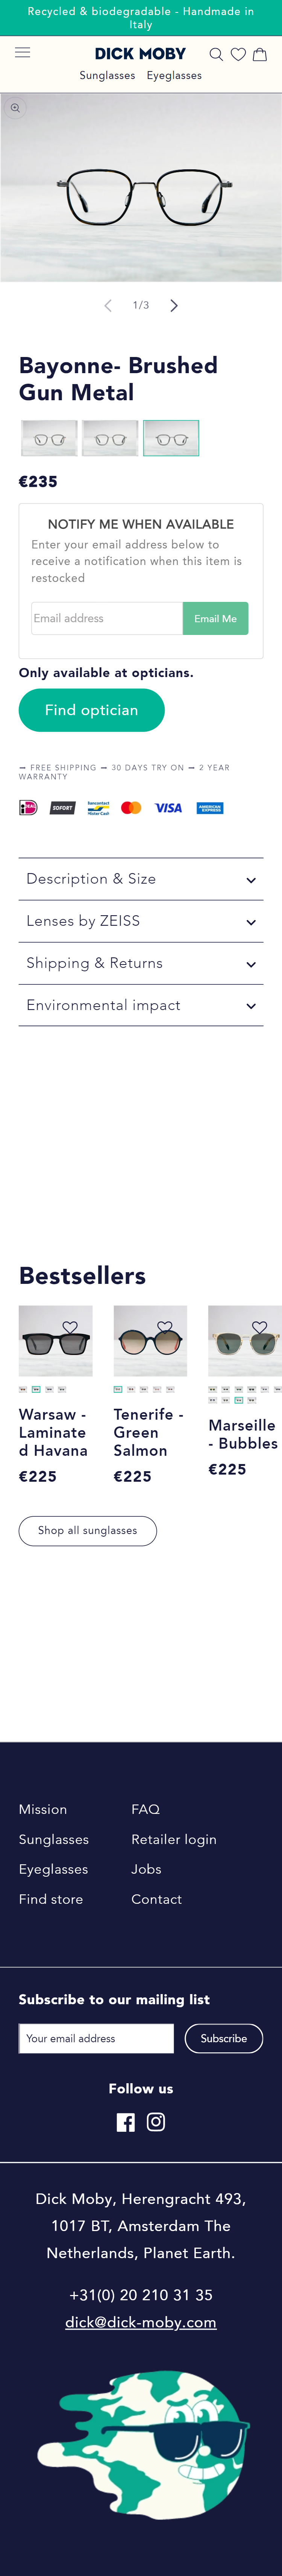 Recycled & biodegradable - Handmade in
Italy
DICK MOBY
Sunglasses Eyeglasses
1/3
Bayonne- Brushed
Gun Metal
€235
NOTIFY ME WHEN AVAILABLE
Enter your email address below to
receive a notification when this item is
restocked
Email address
Email Me
Only available at opticians.
Find optician
— FREE SHIPPING — 30 DAYS TRY ON — 2 YEAR
WARRANTY
iDEAL SOFORT Bancontact Mister Cash VISA AMERICAN EXPRESS
Description & Size
Lenses by ZEISS
Shipping & Returns
Environmental impact
Bestsellers
Warsaw -
Laminate
d Havana
€225
Tenerife -
Green
Salmon
€225
Marseille
- Bubbles
€225
Shop all sunglasses
Mission
FAQ
Sunglasses
Retailer login
Eyeglasses
Jobs
Find store
Contact
Subscribe to our mailing list
Your email address
Subscribe
Follow us
Dick Moby, Herengracht 493,
1017 BT, Amsterdam The
Netherlands, Planet Earth.
+31(0) 20 210 31 35
dick@dick-moby.com